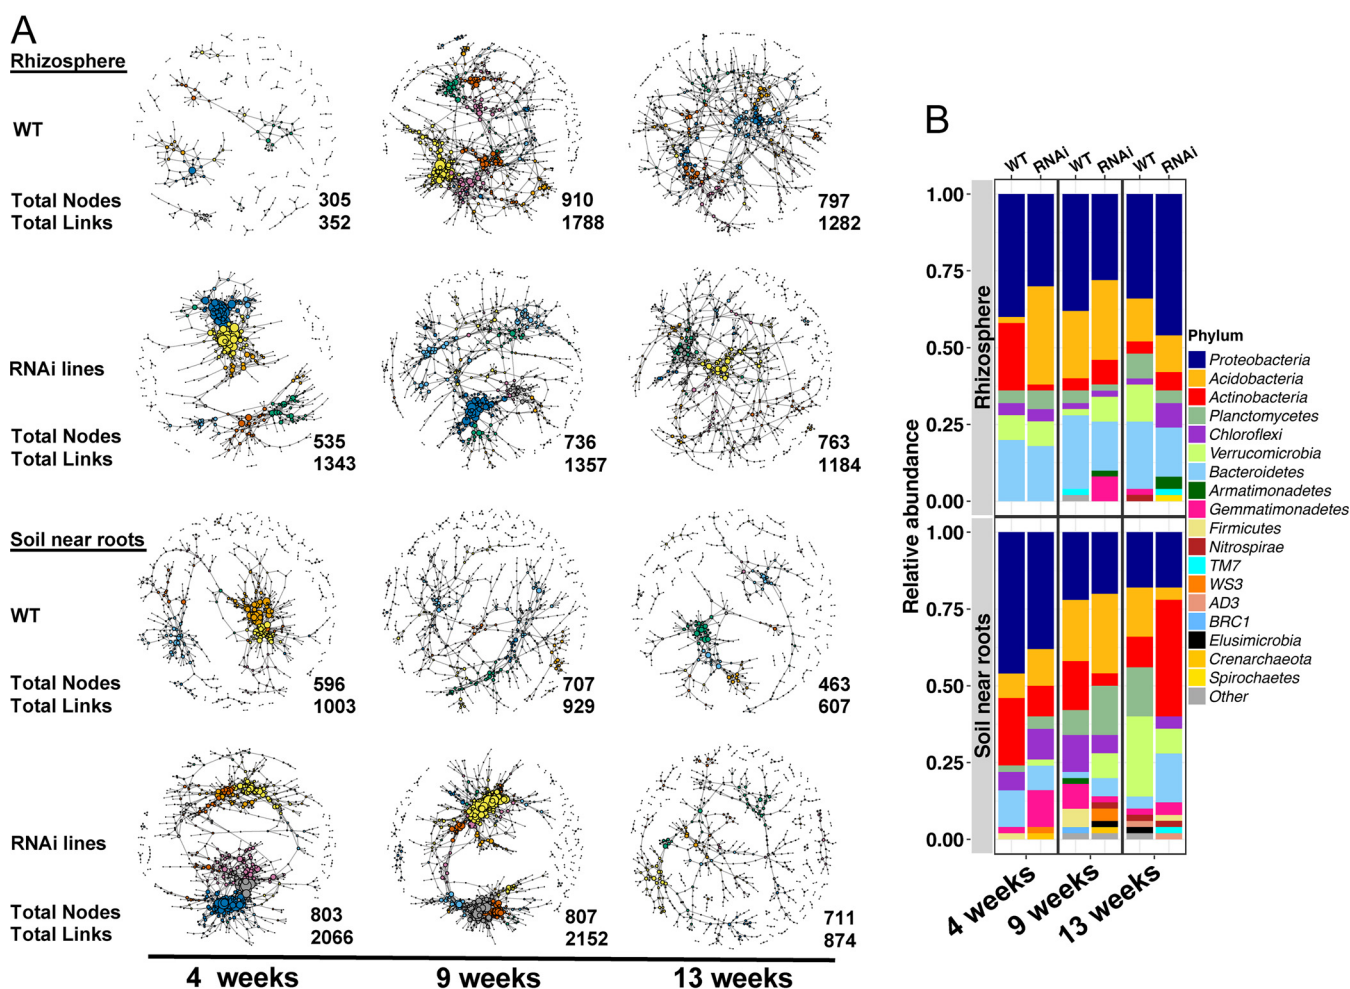 A
Rhizosphere
WT
Total Nodes 305 910 797
Total Links 352 1788 1282
RNAi lines
Total Nodes 535 736 763
Total Links 1343 1357 1184
Soil near roots
WT
Total Nodes 596 707 463
Total Links 1003 929 607
RNAi lines
Total Nodes 803 807 711
Total Links 2066 2152 874
4 weeks 9 weeks 13 weeks
B
WT RNAi WT RNAi WT RNAi
Relative abundance
Rhizosphere
1.00
0.75
0.50
0.25
0.00
Soil near roots
1.00
0.75
0.50
0.25
0.00
4 weeks 9 weeks 13 weeks
Phylum
Proteobacteria
Acidobacteria
Actinobacteria
Planctomycetes
Chloroflexi
Verrucomicrobia
Bacteroidetes
Armatimonadetes
Gemmatimonadetes
Firmicutes
Nitrospirae
TM7
WS3
AD3
BRC1
Elusimicrobia
Crenarchaeota
Spirochaetes
Other